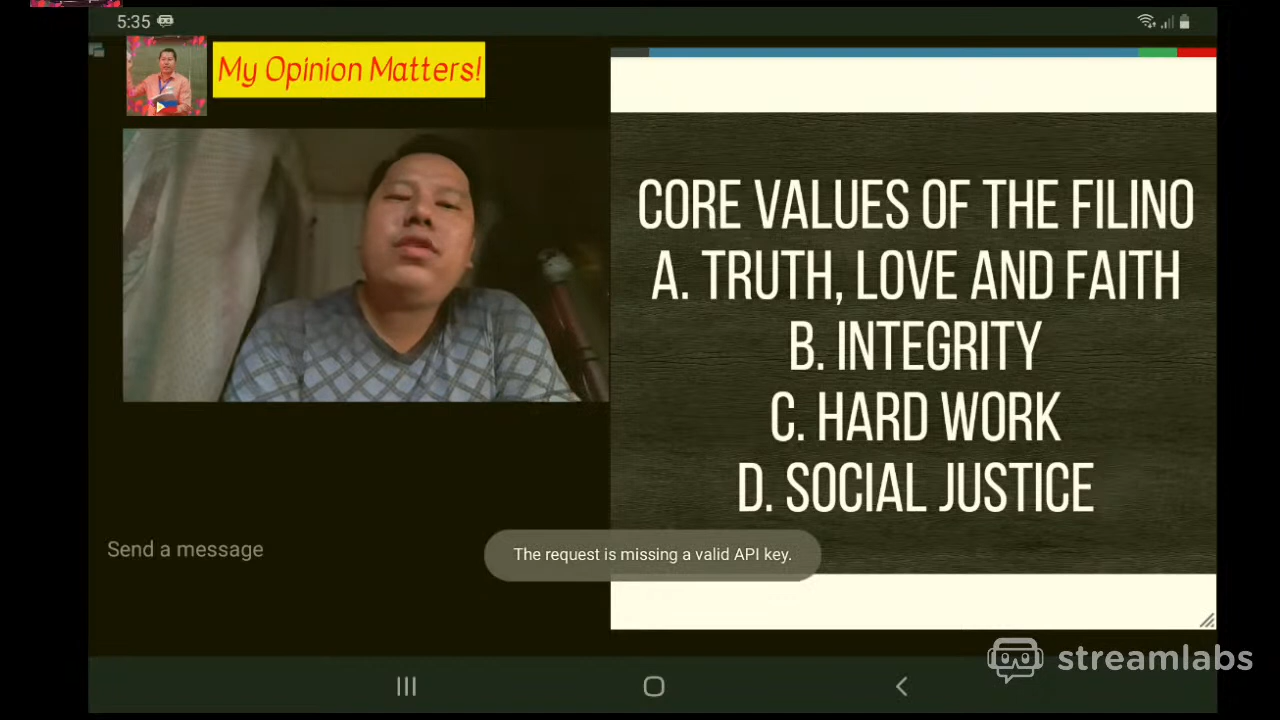 5:35
My Opinion Matters!
CORE VALUES OF THE FILINO
A. TRUTH, LOVE AND FAITH
B. INTEGRITY
C. HARD WORK
D. SOCIAL JUSTICE
Send a message
The request is missing a valid API key.
streamlabs